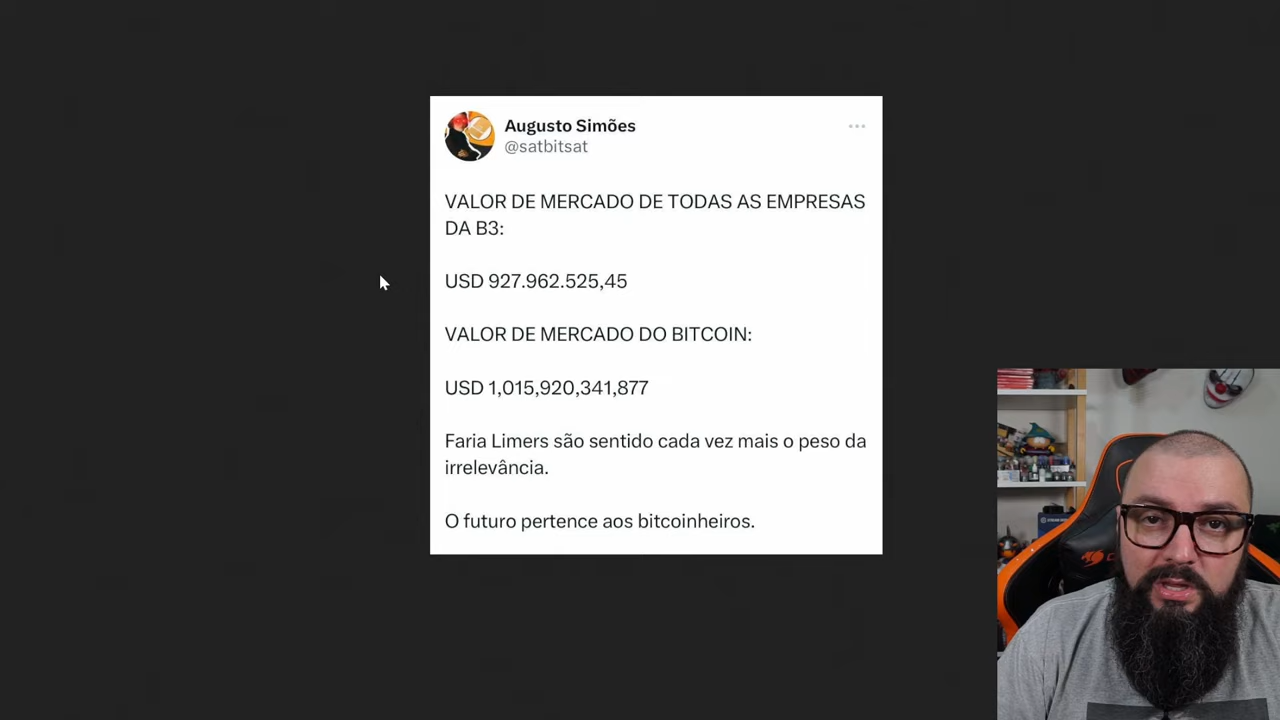 Augusto Simões
@satbitsat
VALOR DE MERCADO DE TODAS AS EMPRESAS
DA B3:
USD 927.962.525,45
VALOR DE MERCADO DO BITCOIN:
USD 1,015,920,341,877
Faria Limers são sentido cada vez mais o peso da
irrelevância.
O futuro pertence aos bitcoinheiros.